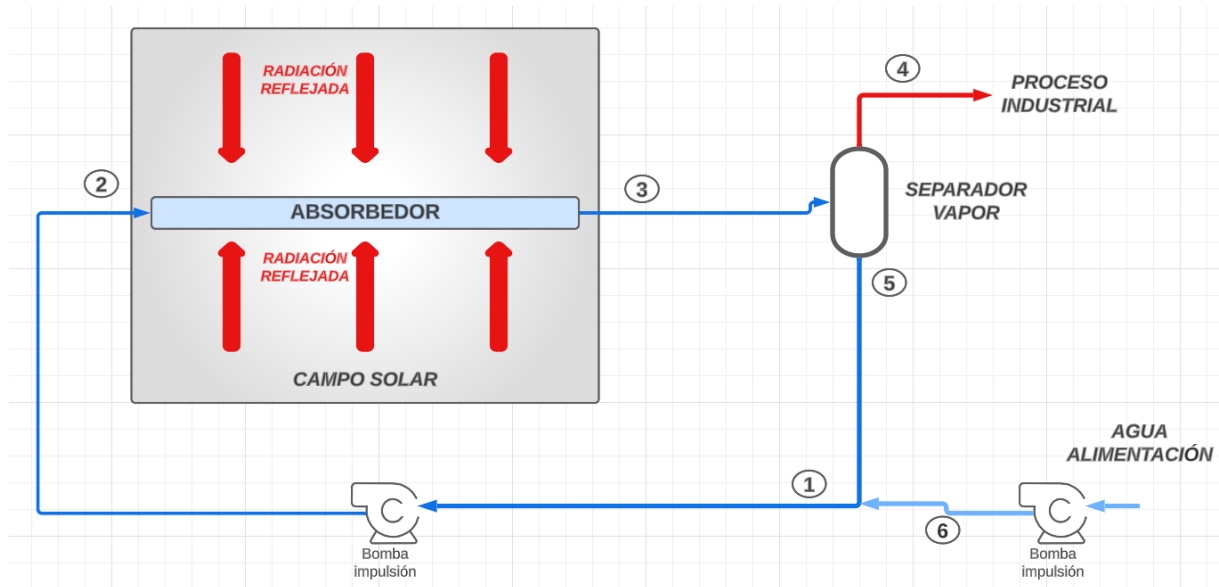 RADIACIÓN
REFLEJADA
2
ABSORBEDOR
3
RADIACIÓN
REFLEJADA
CAMPO SOLAR
4
PROCESO
INDUSTRIAL
SEPARADOR
VAPOR
5
AGUA
ALIMENTACIÓN
1
6
Bomba
impulsión
Bomba
impulsión